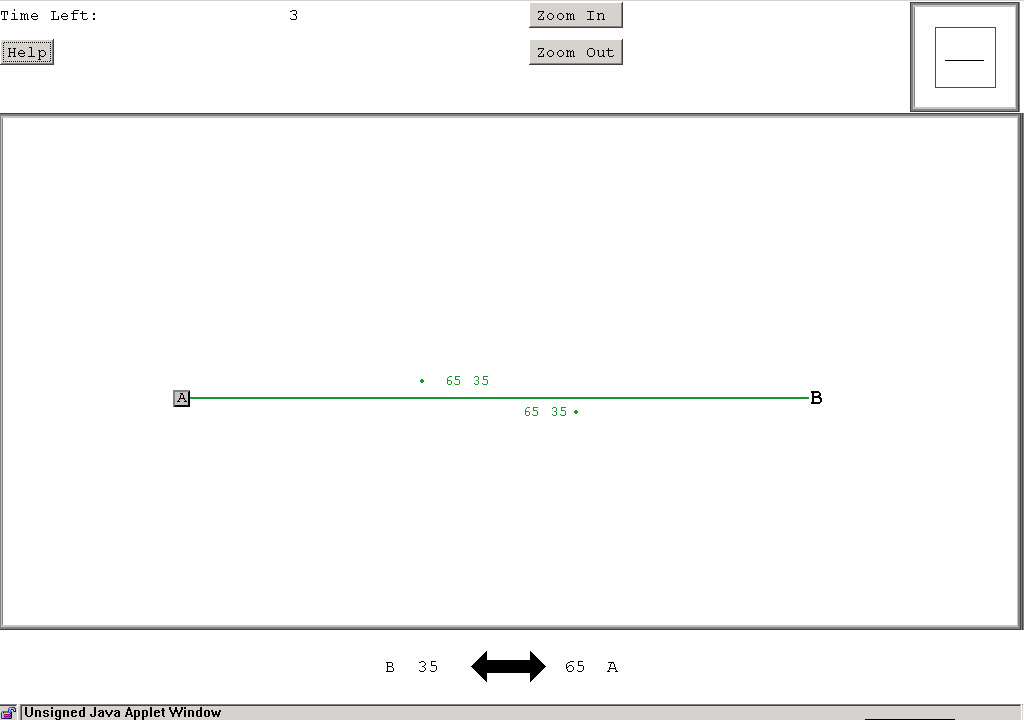 Time Left: 3 Zoom In
Help Zoom Out
• 65 35
A B
65 35 •
B 35 65 A
Unsigned Java Applet Window